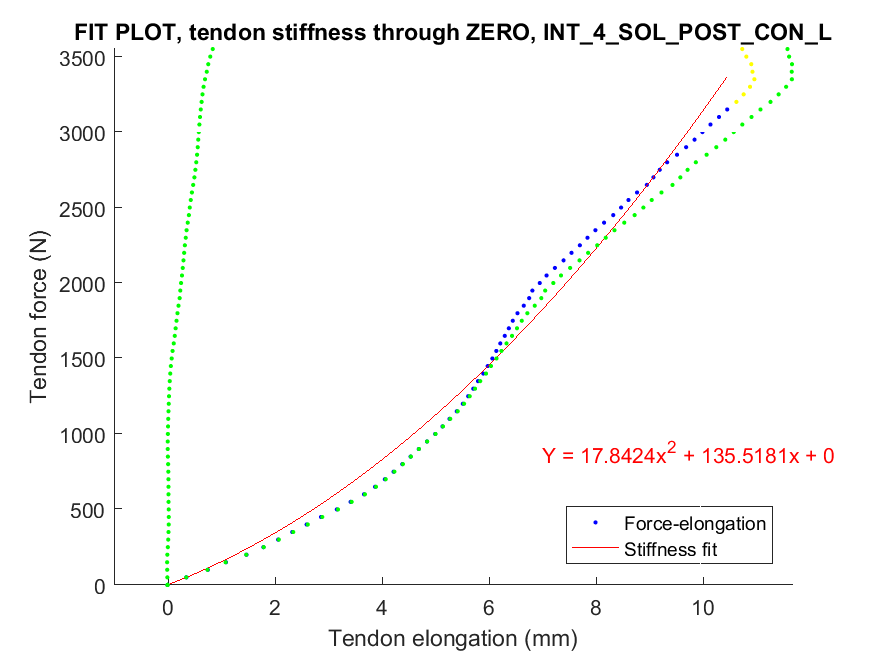 FIT PLOT, tendon stiffness through ZERO, INT_4_SOL_POST_CON_L
3500
3000
2500
2000
1500
1000
500
0
Tendon force (N)
Y = 17.8424x² + 135.5181x + 0
Force-elongation
Stiffness fit
0 2 4 6 8 10
Tendon elongation (mm)